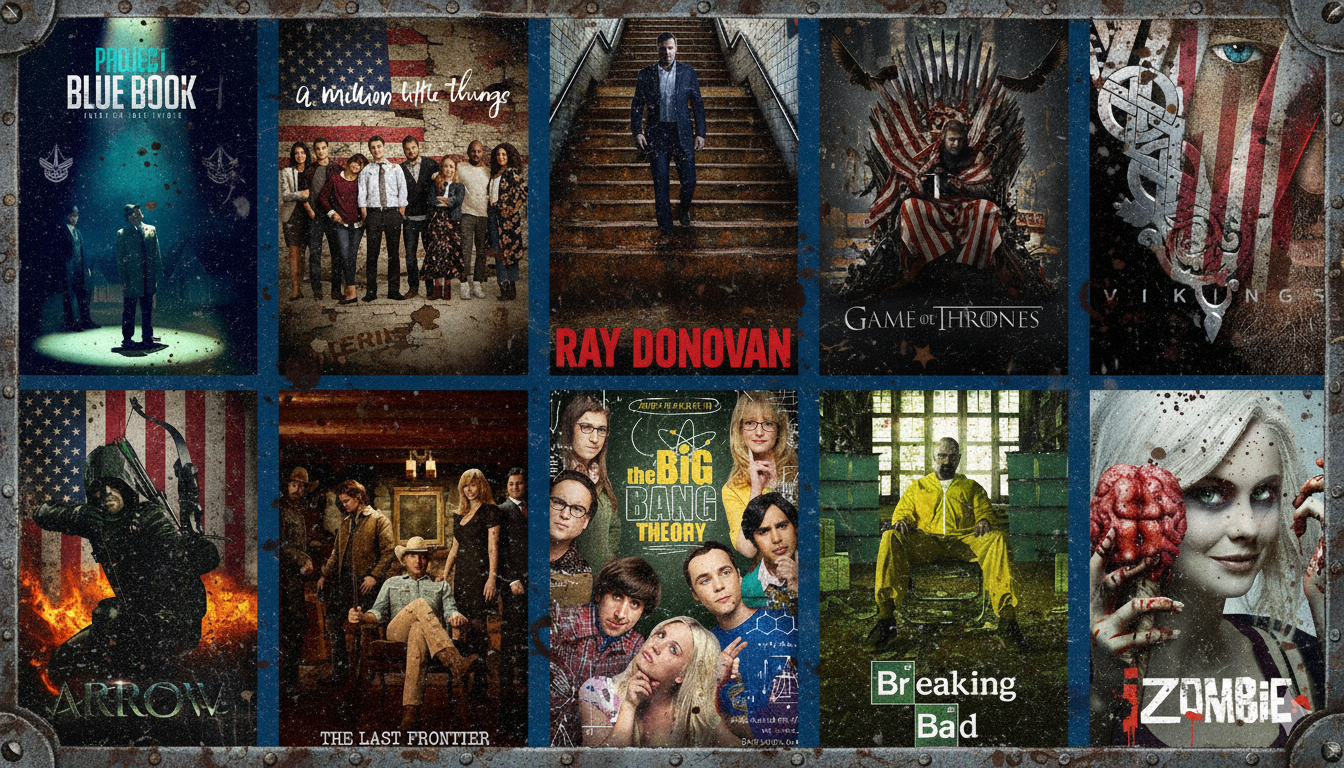 PROJECT
BLUE BOOK
a million little things
RAY DONOVAN
GAME OF THRONES
VIKINGS
ARROW
THE LAST FRONTIER
the BIG
BANG
THEORY
Br eaking
Ba d
iZOMBiE